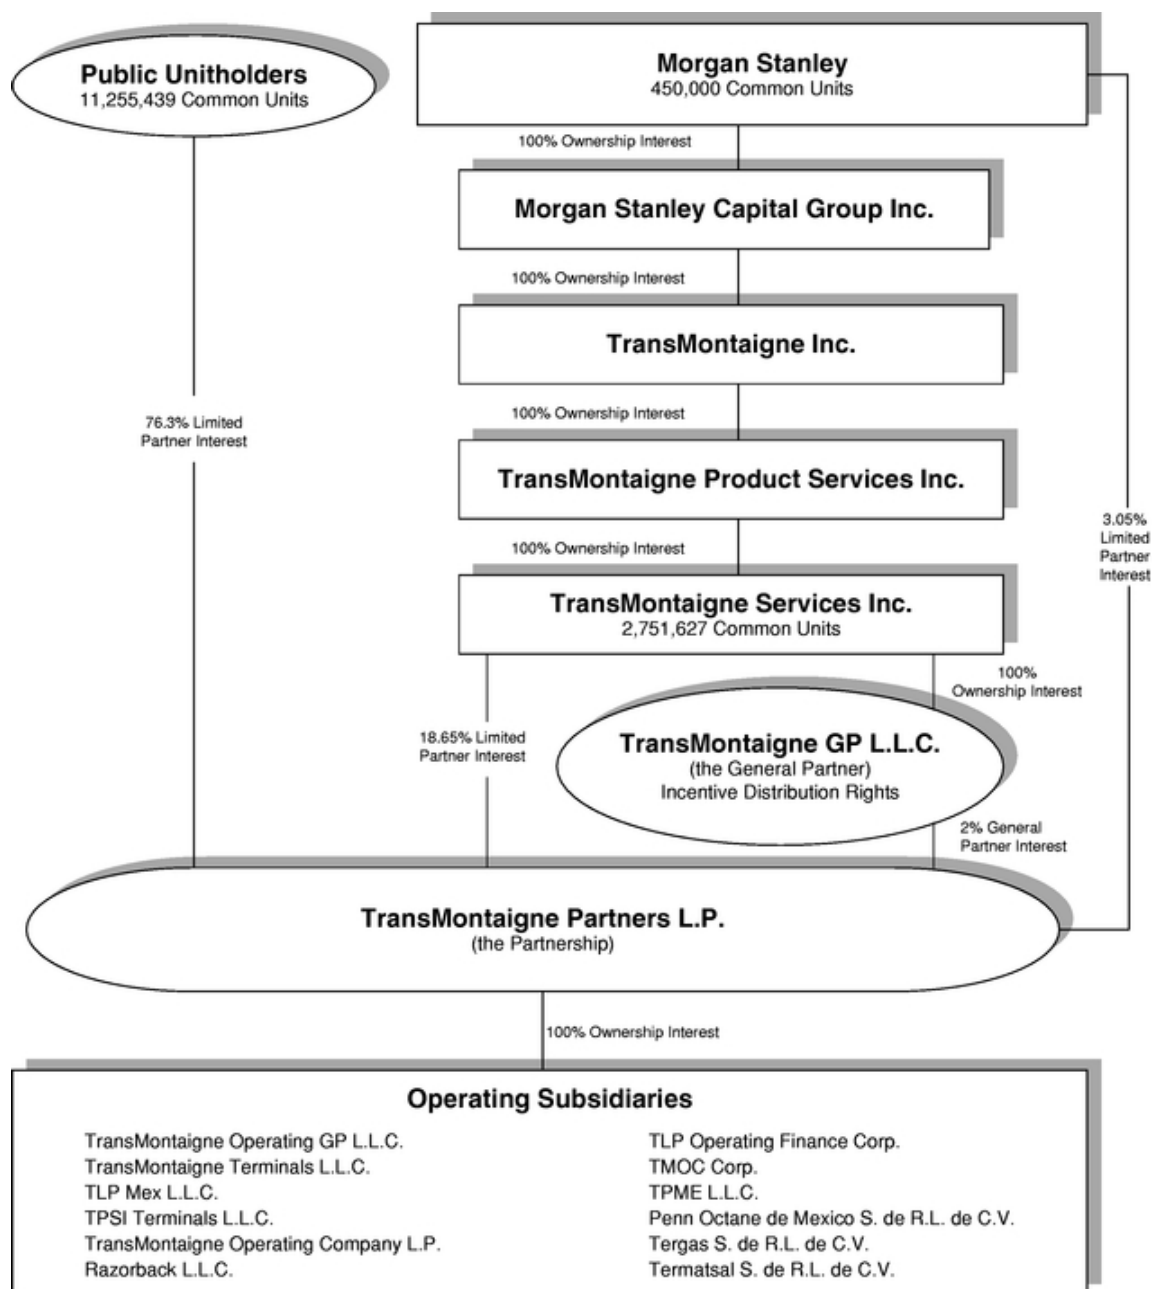 Public Unitholders
11,255,439 Common Units
Morgan Stanley
450,000 Common Units
100% Ownership Interest
Morgan Stanley Capital Group Inc.
100% Ownership Interest
TransMontaigne Inc.
100% Ownership Interest
76.3% Limited
Partner Interest
TransMontaigne Product Services Inc.
3.05%
Limited
Partner
Interest
100% Ownership Interest
TransMontaigne Services Inc.
2,751,627 Common Units
100%
Ownership Interest
18.65% Limited
Partner Interest
TransMontaigne GP L.L.C.
(the General Partner)
Incentive Distribution Rights
2% General
Partner Interest
TransMontaigne Partners L.P.
(the Partnership)
100% Ownership Interest
Operating Subsidiaries
TransMontaigne Operating GP L.L.C.
TransMontaigne Terminals L.L.C.
TLP Mex L.L.C.
TPSI Terminals L.L.C.
TransMontaigne Operating Company L.P.
Razorback L.L.C.
TLP Operating Finance Corp.
TMOC Corp.
TPME L.L.C.
Penn Octane de Mexico S. de R.L. de C.V.
Tergas S. de R.L. de C.V.
Termatsal S. de R.L. de C.V.